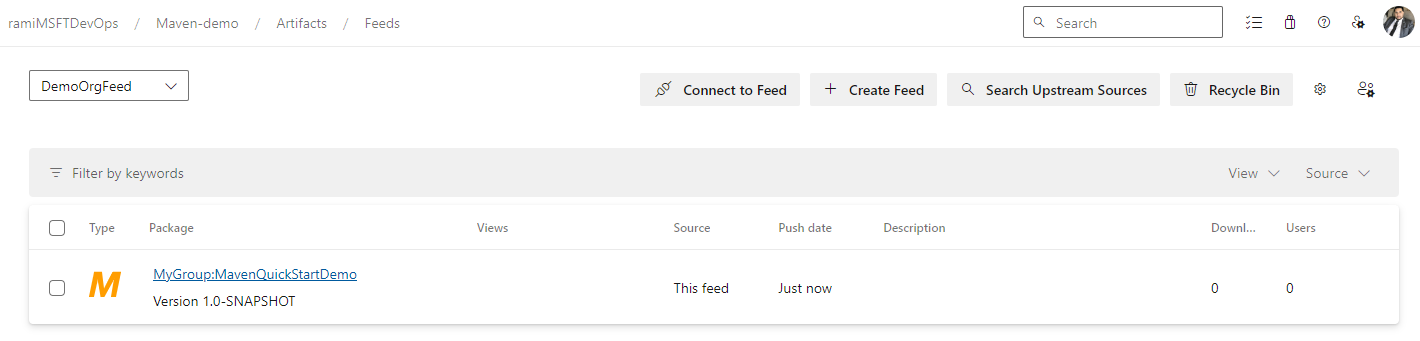 ramiMSFTDevOps / Maven-demo / Artifacts / Feeds Search
DemoOrgFeed Connect to Feed Create Feed Search Upstream Sources Recycle Bin
Filter by keywords View Source
Type Package Views Source Push date Description Downl... Users
M MyGroup:MavenQuickStartDemo This feed Just now 0 0
Version 1.0-SNAPSHOT